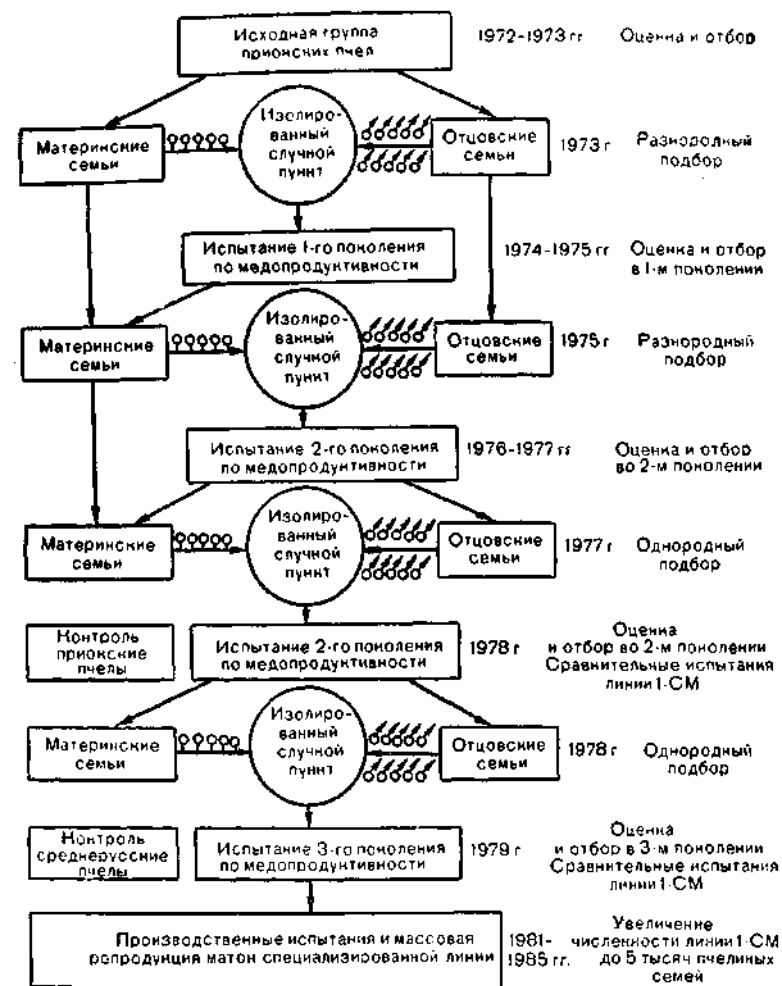 Исходная группа
приокских пчел
1972-1973 гг
Оценка и отбор
Материнские
семьи
Изолиро-
ванный
случной
пункт
Отцовские
семьи
1973 г
Разнородный
подбор
Испытание 1-го поколения
по медопродуктивности
1974-1975 гг
Оценка и отбор
в 1-м поколении
Материнские
семьи
Изолиро-
ванный
случной
пункт
Отцовские
семьи
1975 г
Разнородный
подбор
Испытание 2-го поколения
по медопродуктивности
1976-1977 гг
Оценка и отбор
во 2-м поколении
Материнские
семьи
Изолиро-
ванный
случной
пункт
Отцовские
семьи
1977 г
Однородный
подбор
Контроль
приокские
пчелы
Испытание 2-го поколения
по медопродуктивности
1978 г
Оценка
и отбор во 2-м поколении
Сравнительные испытания
линии 1-СМ
Материнские
семьи
Изолиро-
ванный
случной
пункт
Отцовские
семьи
1978 г
Однородный
подбор
Контроль
среднерусские
пчелы
Испытание 3-го поколения
по медопродуктивности
1979 г
Оценка
и отбор в 3-м поколении
Сравнительные испытания
линии 1-СМ
Производственные испытания и массовая
репродукция маток специализированной линии
1981-
1985 гг.
Увеличение
численности линии 1-СМ
до 5 тысяч пчелиных
семей